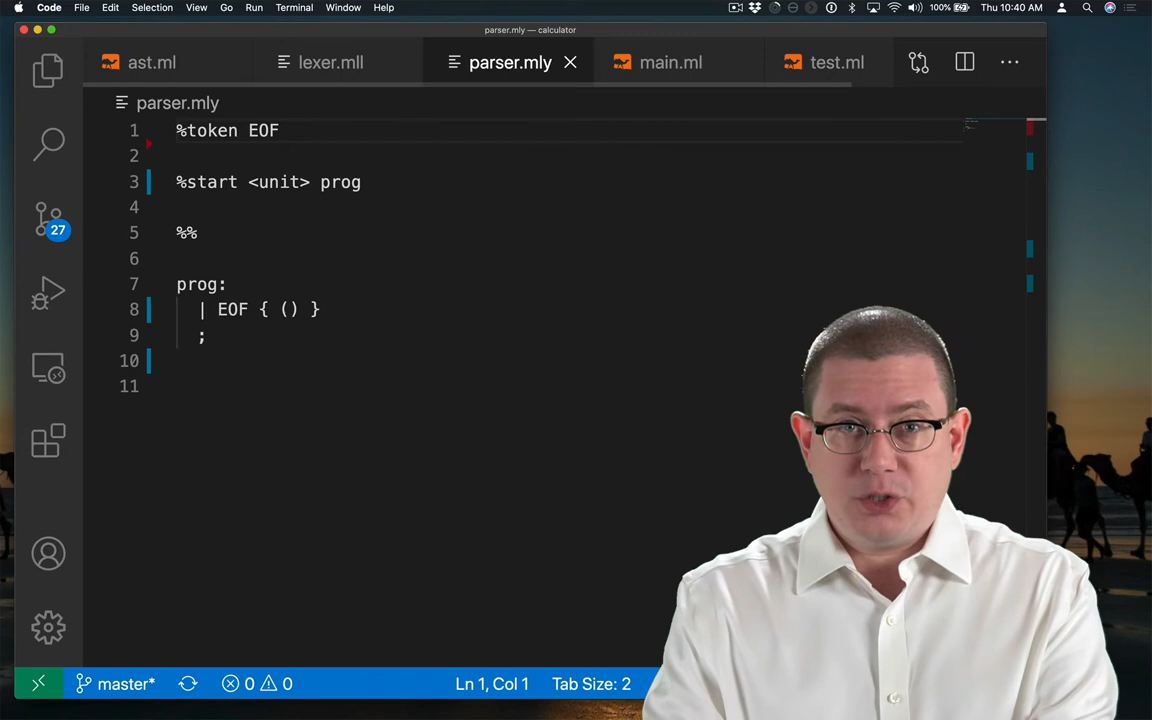 Code File Edit Selection View Go Run Terminal Window Help 100% Thu 10:40 AM
parser.mly — calculator
ast.ml lexer.mll parser.mly main.ml test.ml
parser.mly
1 %token EOF
2
3 %start <unit> prog
4
5 %%
6
7 prog:
8 | EOF { () }
9 ;
10
11
27
master* 0 0 Ln 1, Col 1 Tab Size: 2